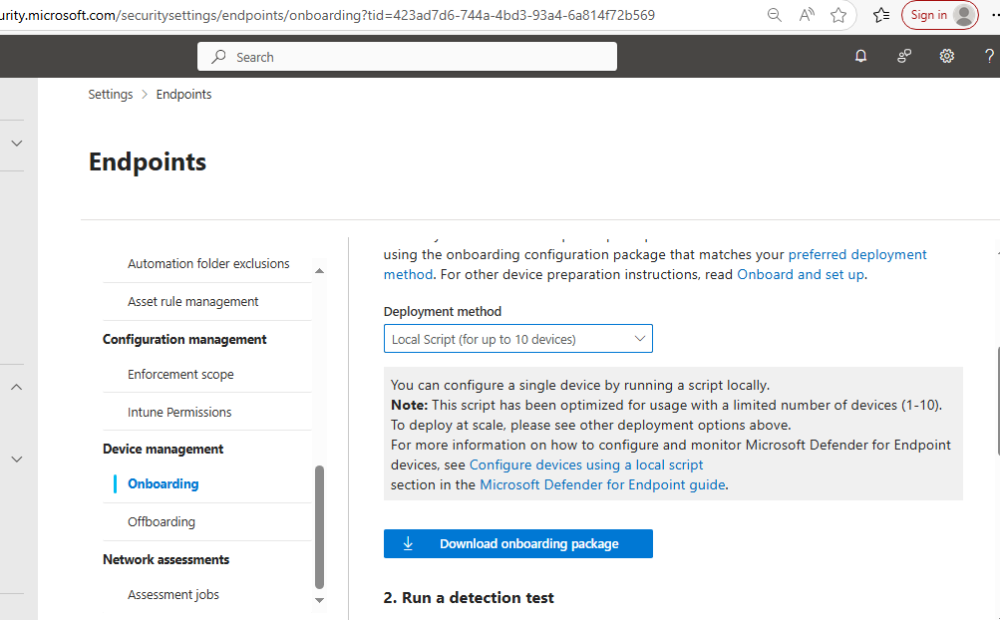 urity.microsoft.com/securitysettings/endpoints/onboarding?tid=423ad7d6-744a-4bd3-93a4-6a814f72b569
Sign in
Search
Settings > Endpoints
Endpoints
Automation folder exclusions
Asset rule management
Configuration management
Enforcement scope
Intune Permissions
Device management
Onboarding
Offboarding
Network assessments
Assessment jobs
using the onboarding configuration package that matches your preferred deployment
method. For other device preparation instructions, read Onboard and set up.
Deployment method
Local Script (for up to 10 devices)
You can configure a single device by running a script locally.
Note: This script has been optimized for usage with a limited number of devices (1-10).
To deploy at scale, please see other deployment options above.
For more information on how to configure and monitor Microsoft Defender for Endpoint
devices, see Configure devices using a local script
section in the Microsoft Defender for Endpoint guide.
Download onboarding package
2. Run a detection test